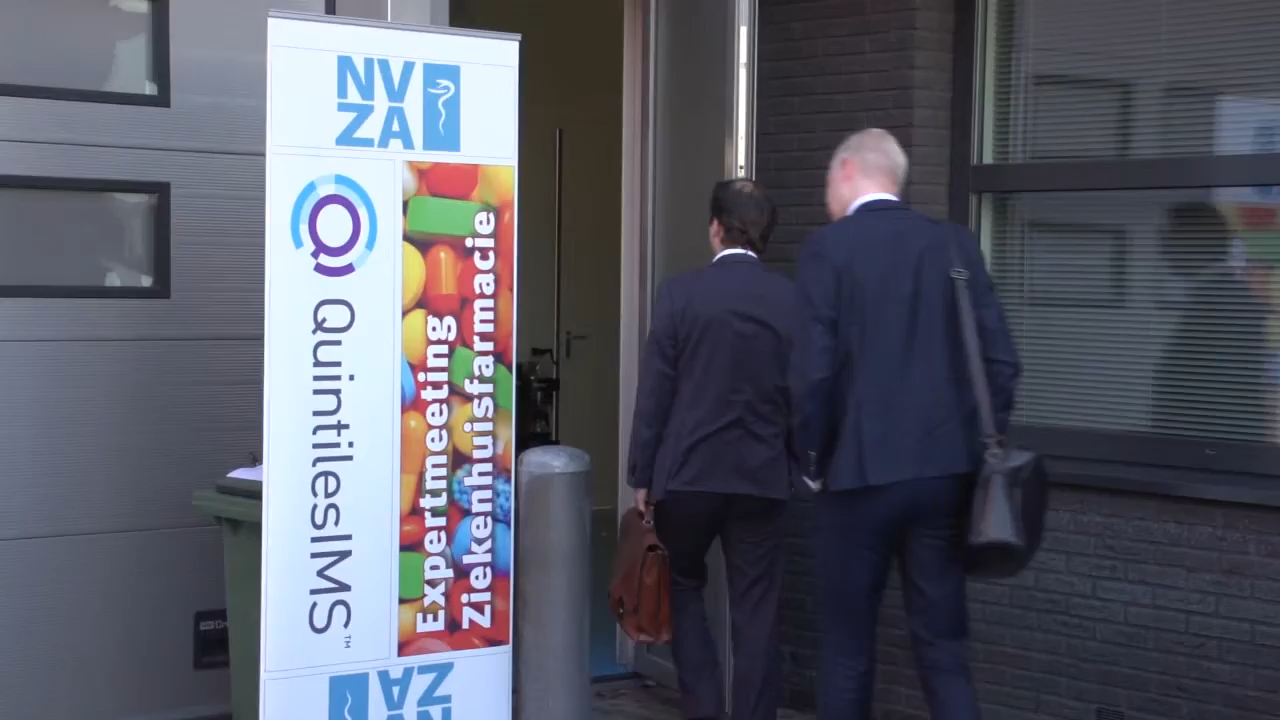 NV
ZA
QuintilesIMS™
Expertmeeting
Ziekenhuisfarmacie
NV
ZA